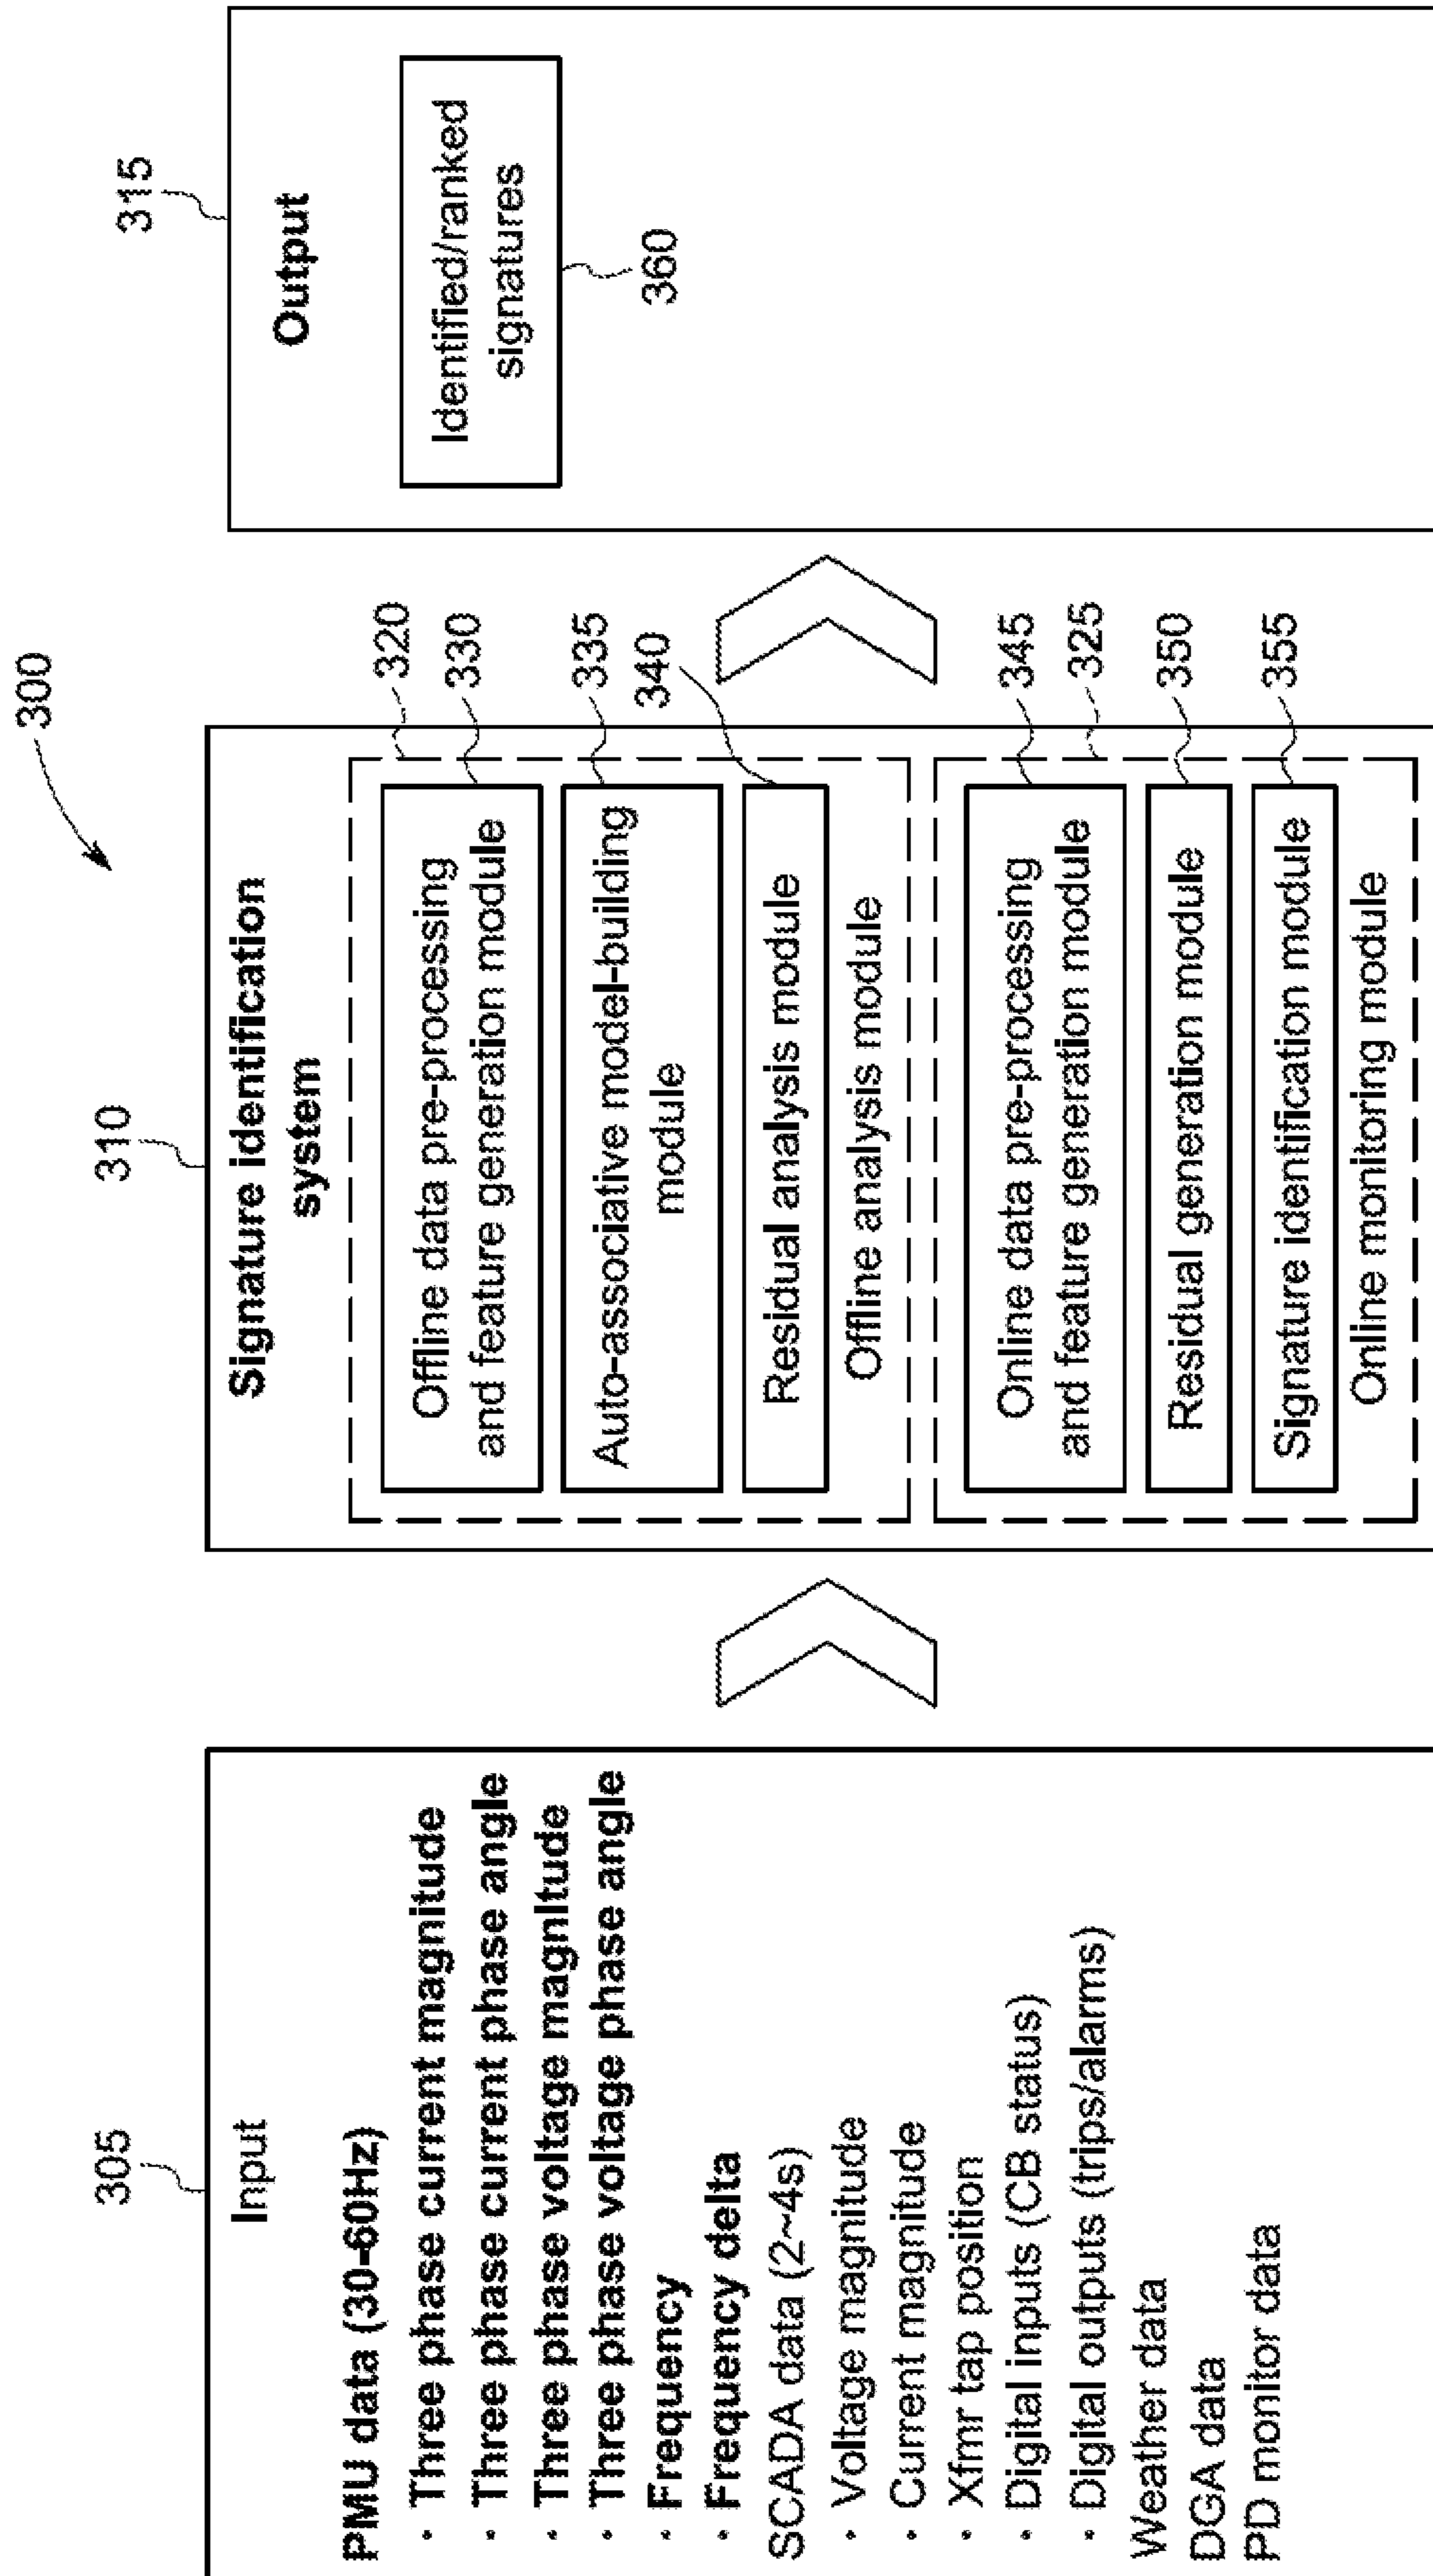 300
305
Input
PMU data (30-60Hz)
• Three phase current magnitude
• Three phase current phase angle
• Three phase voltage magnitude
• Three phase voltage phase angle
• Frequency
• Frequency delta
SCADA data (2~4s)
• Voltage magnitude
• Current magnitude
• Xfmr tap position
• Digital inputs (CB status)
• Digital outputs (trips/alarms)
Weather data
DGA data
PD monitor data
310
Signature identification
system
320
Offline data pre-processing
and feature generation module
330
Auto-associative model-building
module
335
Residual analysis module
340
Offline analysis module
Online data pre-processing
and feature generation module
345
325
Residual generation module
350
Signature identification module
355
Online monitoring module
315
Output
Identified/ranked
signatures
360